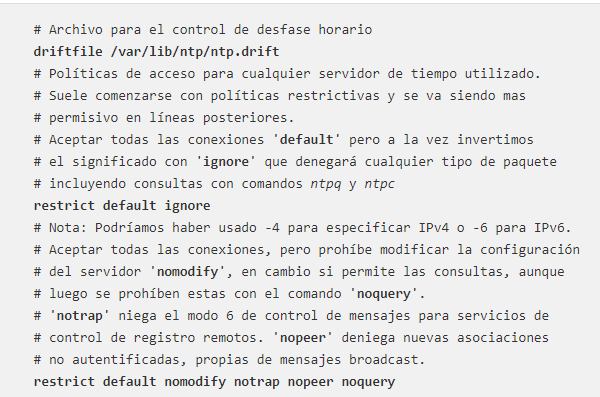 # Archivo para el control de desfase horario
driftfile /var/lib/ntp/ntp.drift
# Políticas de acceso para cualquier servidor de tiempo utilizado.
# Suele comenzarse con políticas restrictivas y se va siendo mas
# permisivo en líneas posteriores.
# Aceptar todas las conexiones 'default' pero a la vez invertimos
# el significado con 'ignore' que denegará cualquier tipo de paquete
# incluyendo consultas con comandos ntpq y ntpc
restrict default ignore
# Nota: Podríamos haber usado -4 para especificar IPv4 o -6 para IPv6.
# Aceptar todas las conexiones, pero prohíbe modificar la configuración
# del servidor 'nomodify', en cambio si permite las consultas, aunque
# luego se prohíben estas con el comando 'noquery'.
# 'notrap' niega el modo 6 de control de mensajes para servicios de
# control de registro remotos. 'nopeer' deniega nuevas asociaciones
# no autentificadas, propias de mensajes broadcast.
restrict default nomodify notrap nopeer noquery